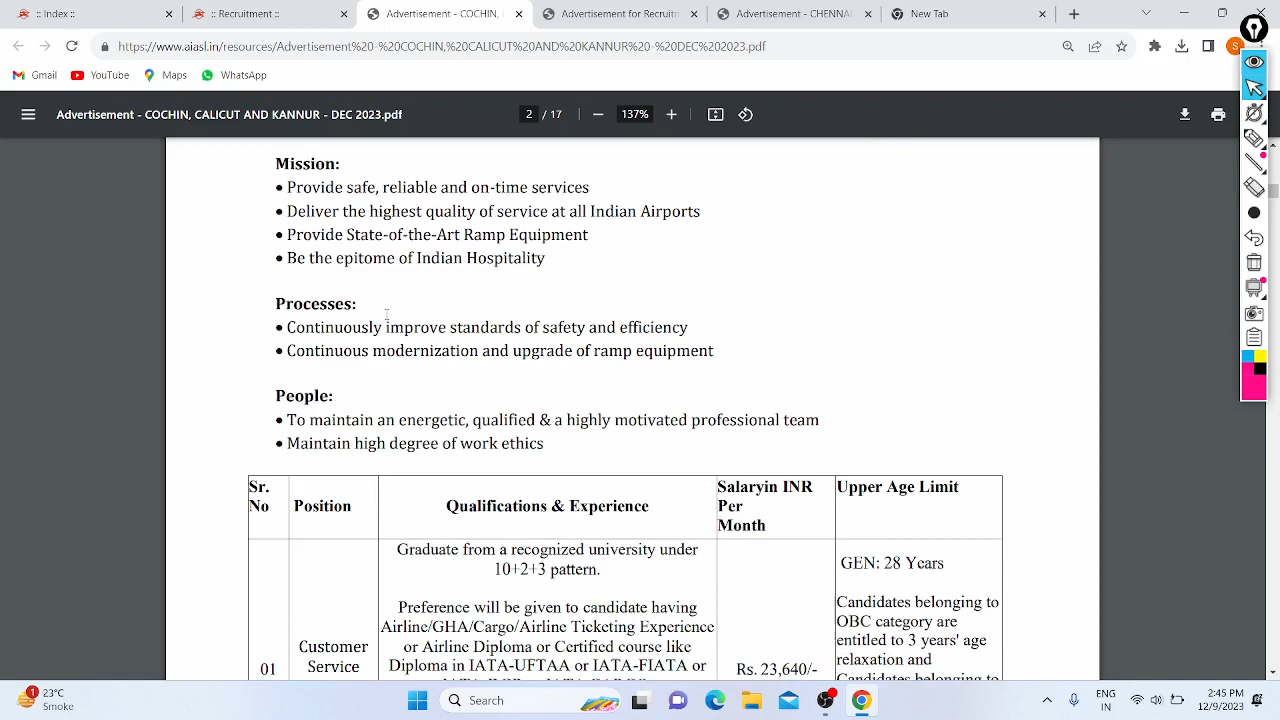 :: Index ::
:: Recruitment ::
Advertisement - COCHIN,
Advertisement for Recruitm
Advertisement - CHENNAI
New Tab
https://www.aiasl.in/resources/Advertisement%20-%20COCHIN,%20CALICUT%20AND%20KANNUR%20-%20DEC%202023.pdf
Gmail
YouTube
Maps
WhatsApp
Advertisement - COCHIN, CALICUT AND KANNUR - DEC 2023.pdf
2 / 17
137%
Mission:
• Provide safe, reliable and on-time services
• Deliver the highest quality of service at all Indian Airports
• Provide State-of-the-Art Ramp Equipment
• Be the epitome of Indian Hospitality
Processes:
• Continuously improve standards of safety and efficiency
• Continuous modernization and upgrade of ramp equipment
People:
• To maintain an energetic, qualified & a highly motivated professional team
• Maintain high degree of work ethics
Sr.
No
Position
Qualifications & Experience
Salaryin INR
Per
Month
Upper Age Limit
01
Customer
Service
Graduate from a recognized university under
10+2+3 pattern.
Preference will be given to candidate having
Airline/GHA/Cargo/Airline Ticketing Experience
or Airline Diploma or Certified course like
Diploma in IATA-UFTAA or IATA-FIATA or
Rs. 23,640/-
GEN: 28 Years
Candidates belonging to
OBC category are
entitled to 3 years' age
relaxation and
Candidates belonging to
1
23°C
Smoke
Search
ENG
IN
2:45 PM
12/9/2023